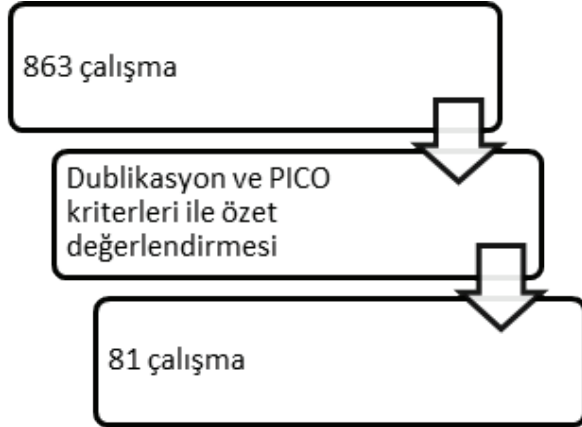 863 çalışma
Dublikasyon ve PICO
kriterleri ile özet
değerlendirmesi
81 çalışma